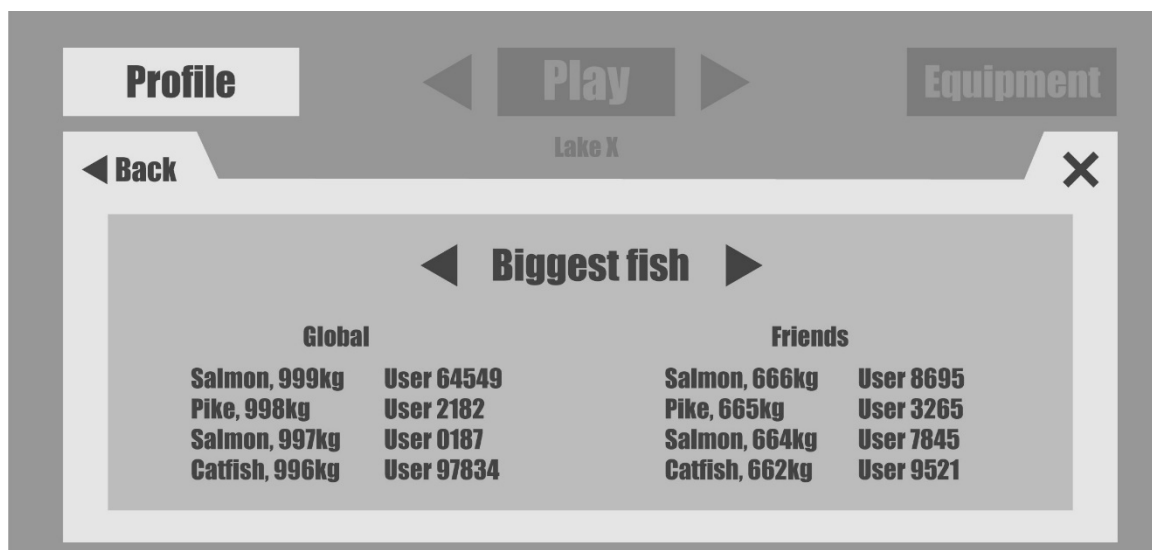 Profile
Play
Equipment
Lake X
Back
Biggest fish
Global
Friends
Salmon, 999kg User 64549
Salmon, 666kg User 8695
Pike, 998kg User 2182
Pike, 665kg User 3265
Salmon, 997kg User 0187
Salmon, 664kg User 7845
Catfish, 996kg User 97834
Catfish, 662kg User 9521